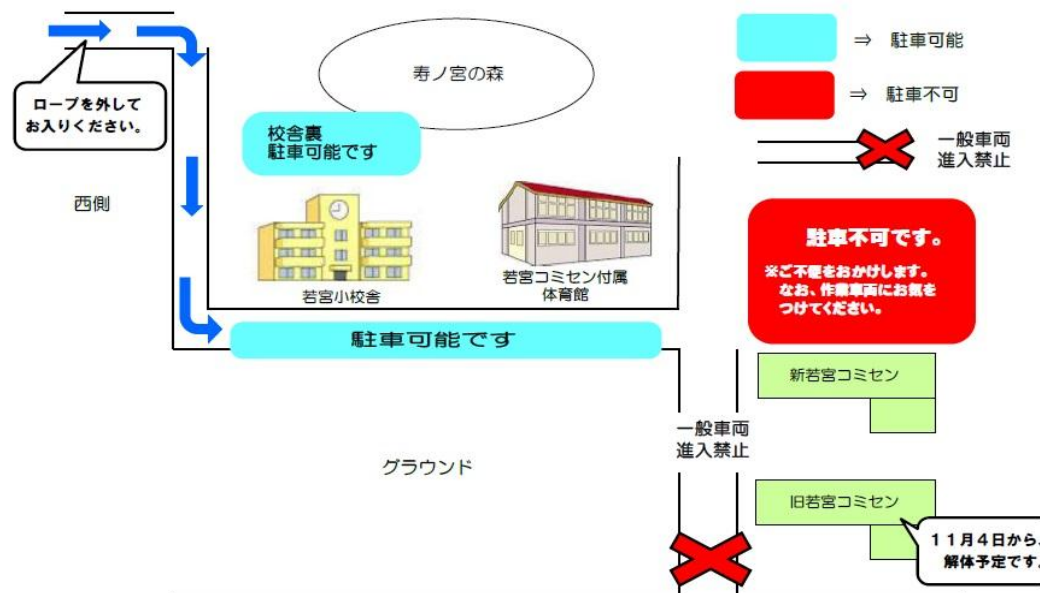 ロープを外して
お入りください。
西側
寿ノ宮の森
校舎裏
駐車可能です
若宮小校舎
若宮コミセン付属
体育館
駐車可能です
グラウンド
⇒ 駐車可能
⇒ 駐車不可
一般車両
進入禁止
駐車不可です。
※ご不便をおかけします。
なお、作業車両にお気を
つけてください。
新若宮コミセン
一般車両
進入禁止
旧若宮コミセン
11月4日から、
解体予定です。